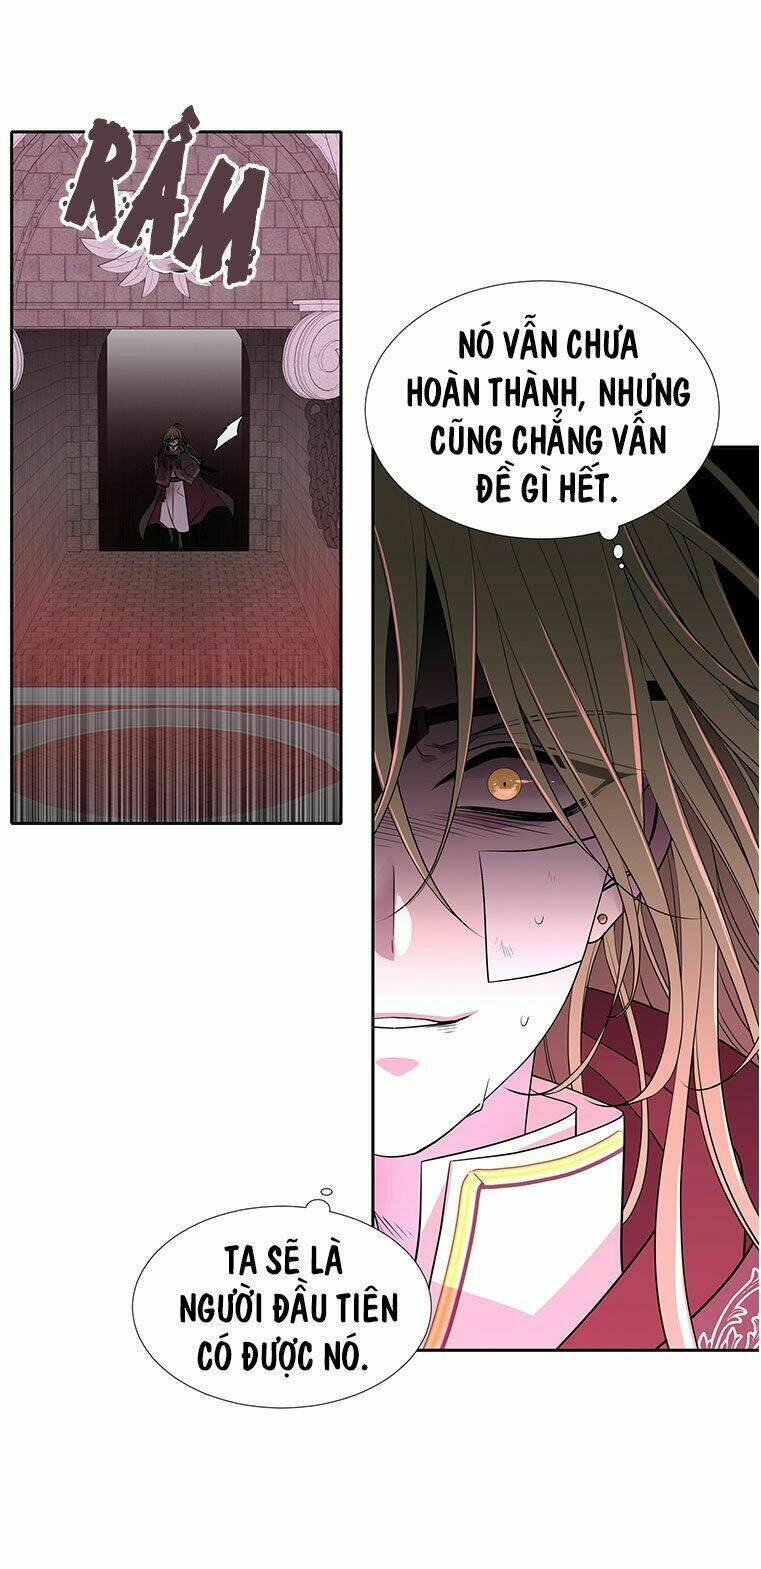 RẦM
NÓ VẪN CHƯA
HOÀN THÀNH, NHƯNG
CŨNG CHẲNG VẤN
ĐỀ GÌ HẾT.
TA SẼ LÀ
NGƯỜI ĐẦU TIÊN
CÓ ĐƯỢC NÓ.